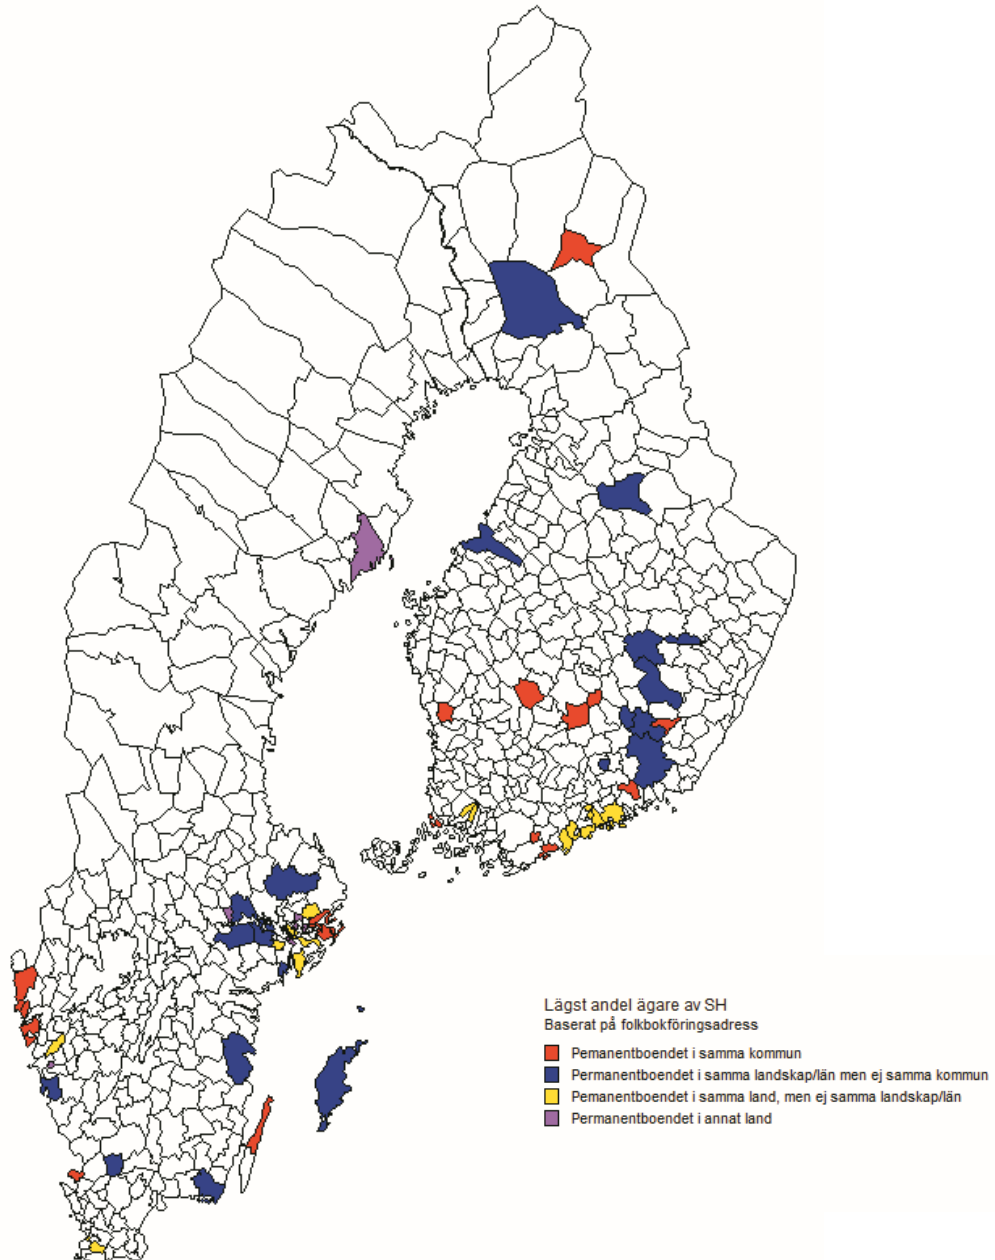 Lägst andel ägare av SH
Baserat på folkbokföringsadress
Pemanentboendet i samma kommun
Permanentboendet i samma landskap/län men ej samma kommun
Pemanentboendet i samma land, men ej samma landskap/län
Permanentboendet i annat land